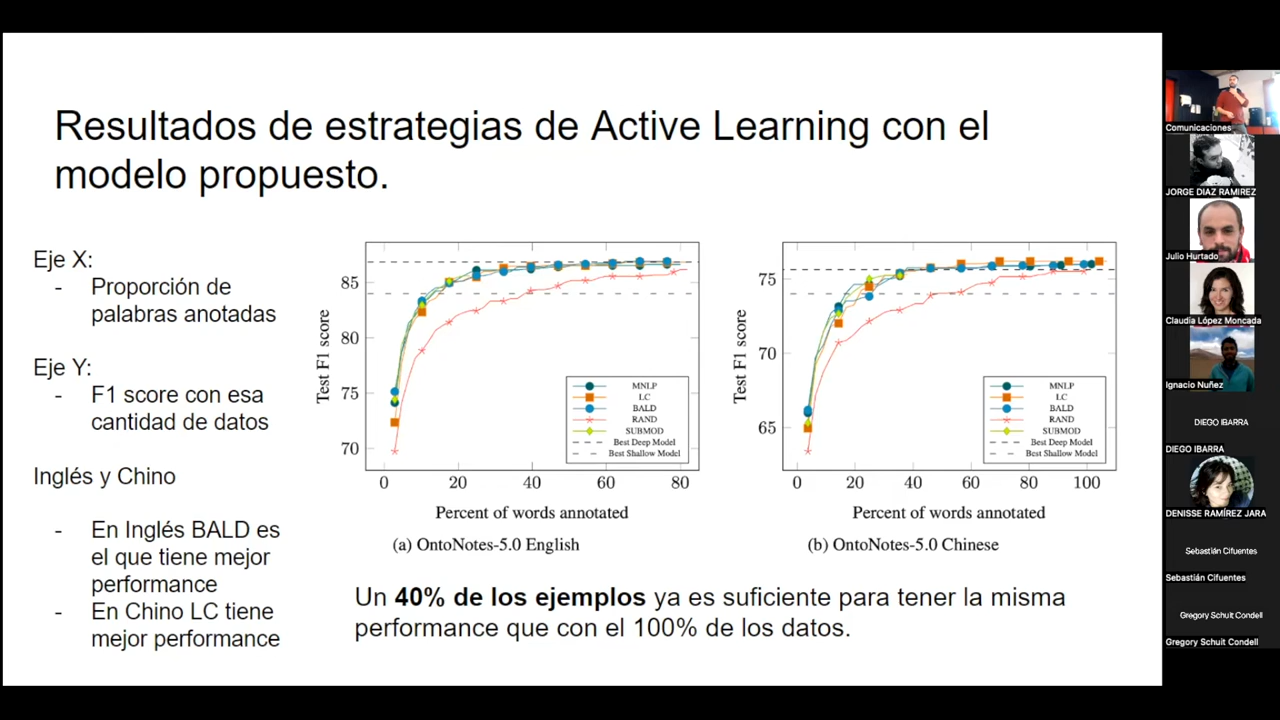 Resultados de estrategias de Active Learning con el
modelo propuesto.
Eje X:
- Proporción de
palabras anotadas
Eje Y:
- F1 score con esa
cantidad de datos
Inglés y Chino
- En Inglés BALD es
el que tiene mejor
performance
- En Chino LC tiene
mejor performance
Test F1 score
85
80
75
70
MNLP
LC
BALD
RAND
SUBMOD
Best Deep Model
Best Shallow Model
0 20 40 60 80
Percent of words annotated
(a) OntoNotes-5.0 English
Test F1 score
75
70
65
MNLP
LC
BALD
RAND
SUBMOD
Best Deep Model
Best Shallow Model
0 20 40 60 80 100
Percent of words annotated
(b) OntoNotes-5.0 Chinese
Un 40% de los ejemplos ya es suficiente para tener la misma
performance que con el 100% de los datos.
Comunicaciones
JORGE DIAZ RAMIREZ
Julio Hurtado
Claudia López Moncada
Ignacio Nuñez
DIEGO IBARRA
DIEGO IBARRA
DENISSE RAMÍREZ JARA
Sebastián Cifuentes
Sebastián Cifuentes
Gregory Schuit Condell
Gregory Schuit Condell